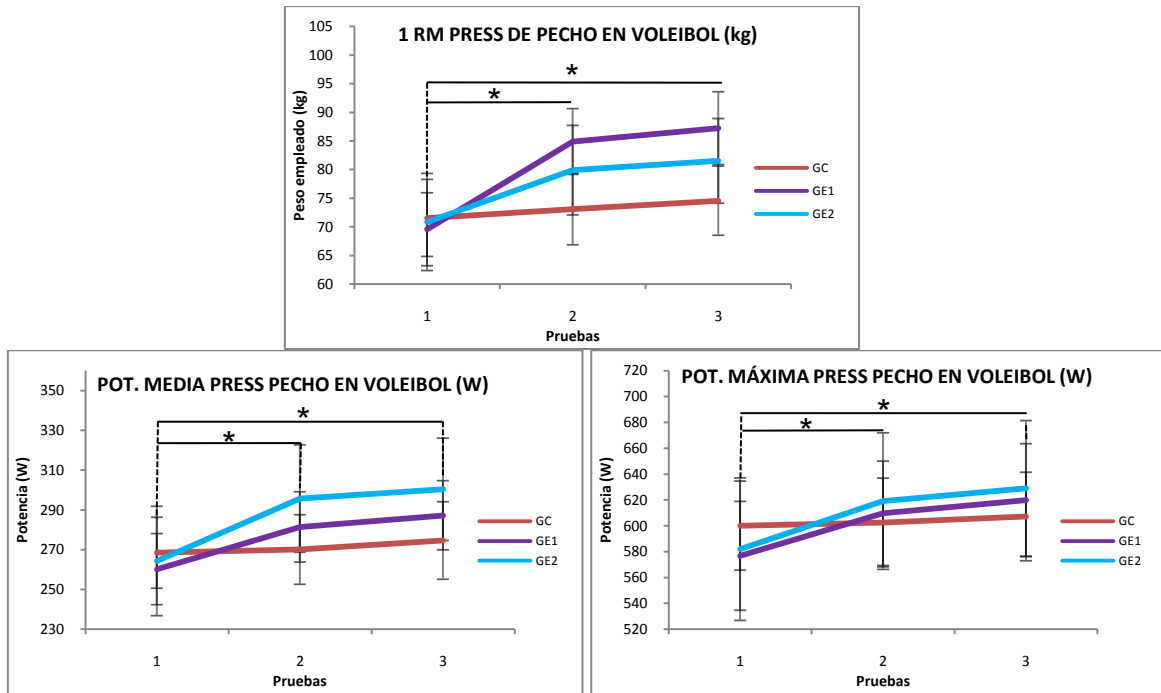 1 RM PRESS DE PECHO EN VOLEIBOL (kg)
Peso empleado (kg)
105
100
95
90
85
80
75
70
65
60
*
*
GC
GE1
GE2
1 2 3
Pruebas
POT. MEDIA PRESS PECHO EN VOLEIBOL (W)
Potencia (W)
350
330
310
290
270
250
230
*
*
GC
GE1
GE2
1 2 3
Pruebas
POT. MÁXIMA PRESS PECHO EN VOLEIBOL (W)
Potencia (W)
720
700
680
660
640
620
600
580
560
540
520
*
*
GC
GE1
GE2
1 2 3
Pruebas